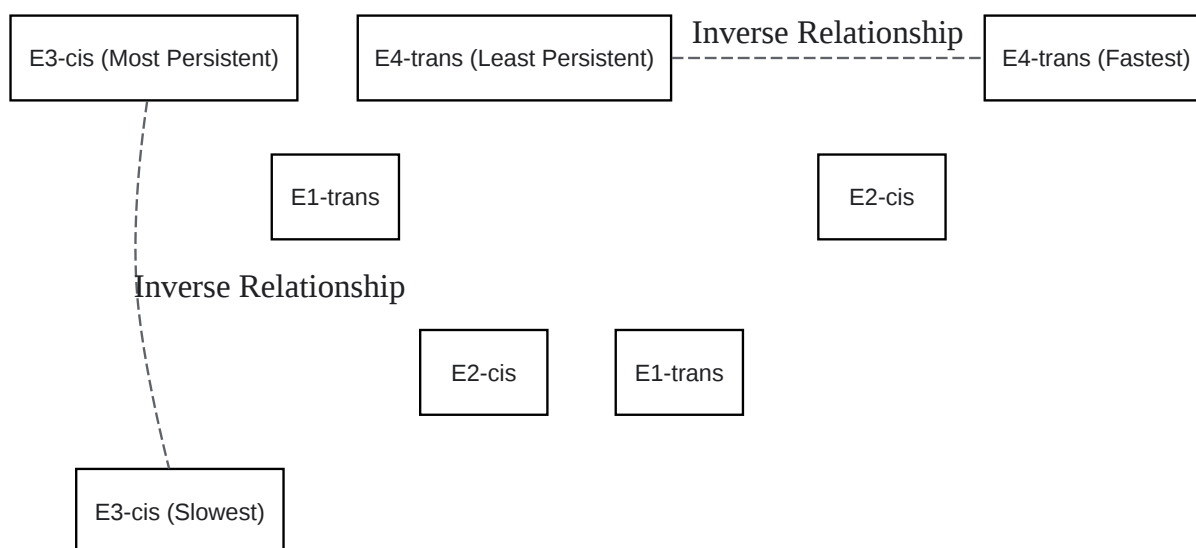 E3-cis (Most Persistent)
E4-trans (Least Persistent)
Inverse Relationship
E4-trans (Fastest)
E1-trans
E2-cis
Inverse Relationship
E2-cis
E1-trans
E3-cis (Slowest)